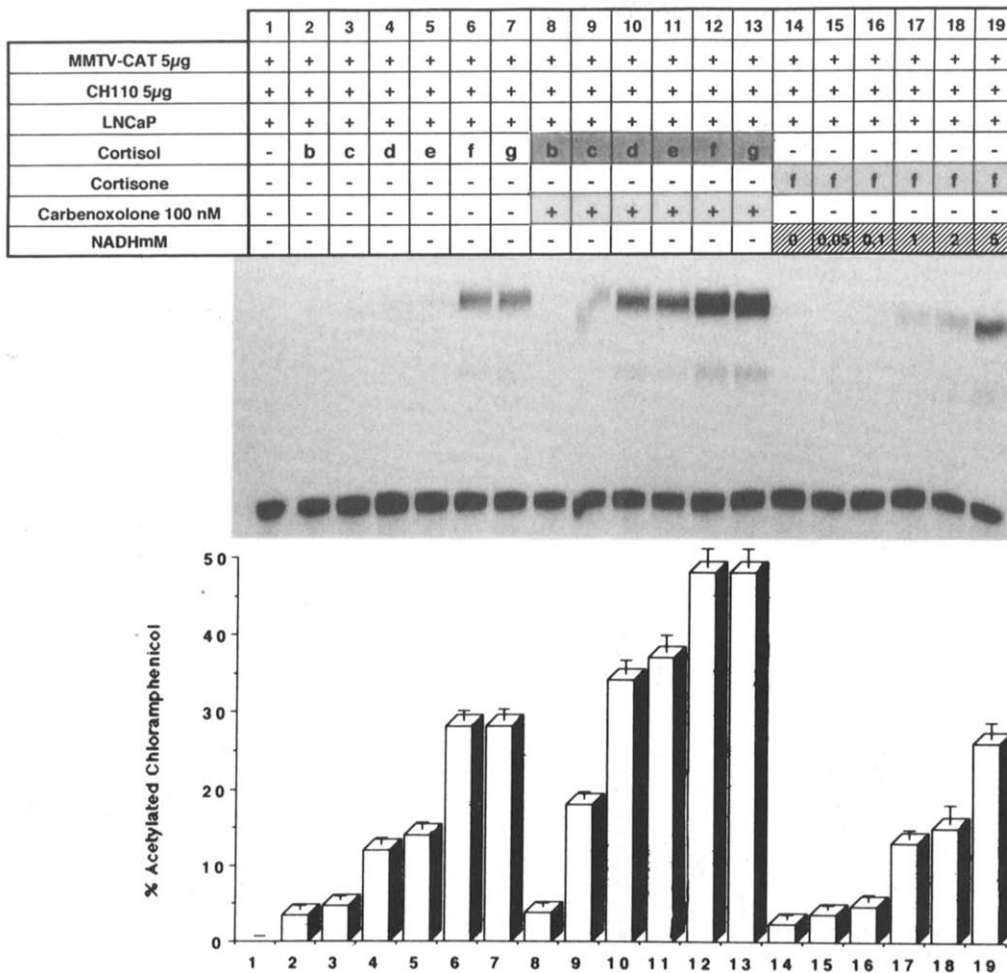 1 2 3 4 5 6 7 8 9 10 11 12 13 14 15 16 17 18 19
MMTV-CAT 5µg + + + + + + + + + + + + + + + + + + +
CH110 5µg + + + + + + + + + + + + + + + + + + +
LNCaP + + + + + + + + + + + + + + + + + + +
Cortisol - b c d e f g b c d e f g - - - - - -
Cortisone - - - - - - - - - - - - - f f f f f f
Carbenoxolone 100 nM - - - - - - - + + + + + + - - - - - -
NADHmM - - - - - - - - - - - - - 0 0,05 0,1 1 2 5
% Acetylated Chloramphenicol
50
40
30
20
10
0
1 2 3 4 5 6 7 8 9 10 11 12 13 14 15 16 17 18 19